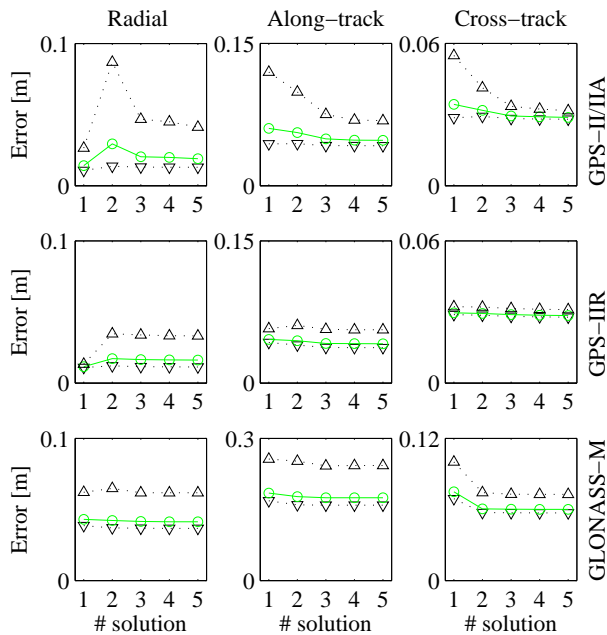 Radial Along−track Cross−track
0.1 0.15 0.06
Error [m]
GPS−II/IIA
0 0 0
1 2 3 4 5 1 2 3 4 5 1 2 3 4 5
0.1 0.15 0.06
Error [m]
GPS−IIR
0 0 0
1 2 3 4 5 1 2 3 4 5 1 2 3 4 5
0.1 0.3 0.12
Error [m]
GLONASS−M
0 0 0
1 2 3 4 5 1 2 3 4 5 1 2 3 4 5
# solution # solution # solution